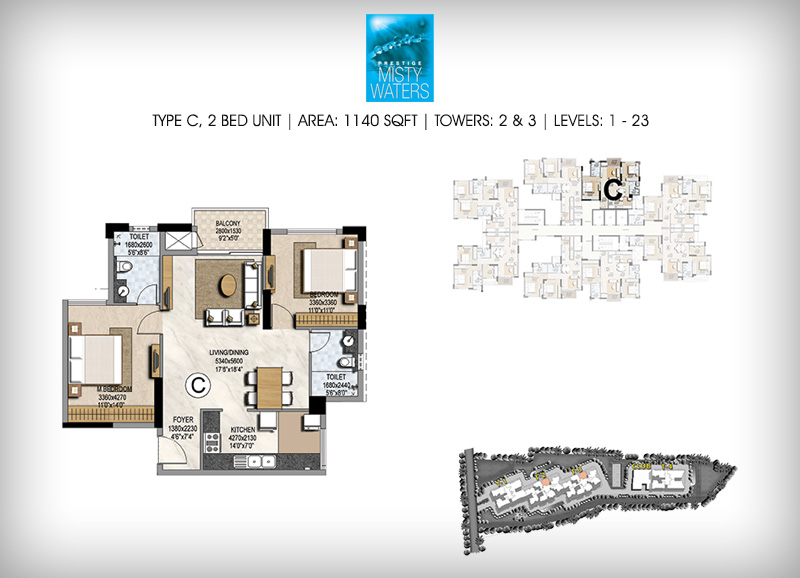 PRESTIGE
MISTY
WATERS
TYPE C, 2 BED UNIT | AREA: 1140 SQFT | TOWERS: 2 & 3 | LEVELS: 1 - 23
C
BALCONY
2800x1530
9'2"x5'0"
TOILET
1680x2600
5'6"x8'6"
BEDROOM
3360x3360
11'0"x11'0"
LIVING/DINING
5340x5600
17'6"x18'4"
C
TOILET
1680x2440
5'6"x8'0"
M.BEDROOM
3360x4270
11'0"x14'0"
FOYER
1380x2230
4'6"x7'4"
KITCHEN
4270x2130
14'0"x7'0"
CLUB